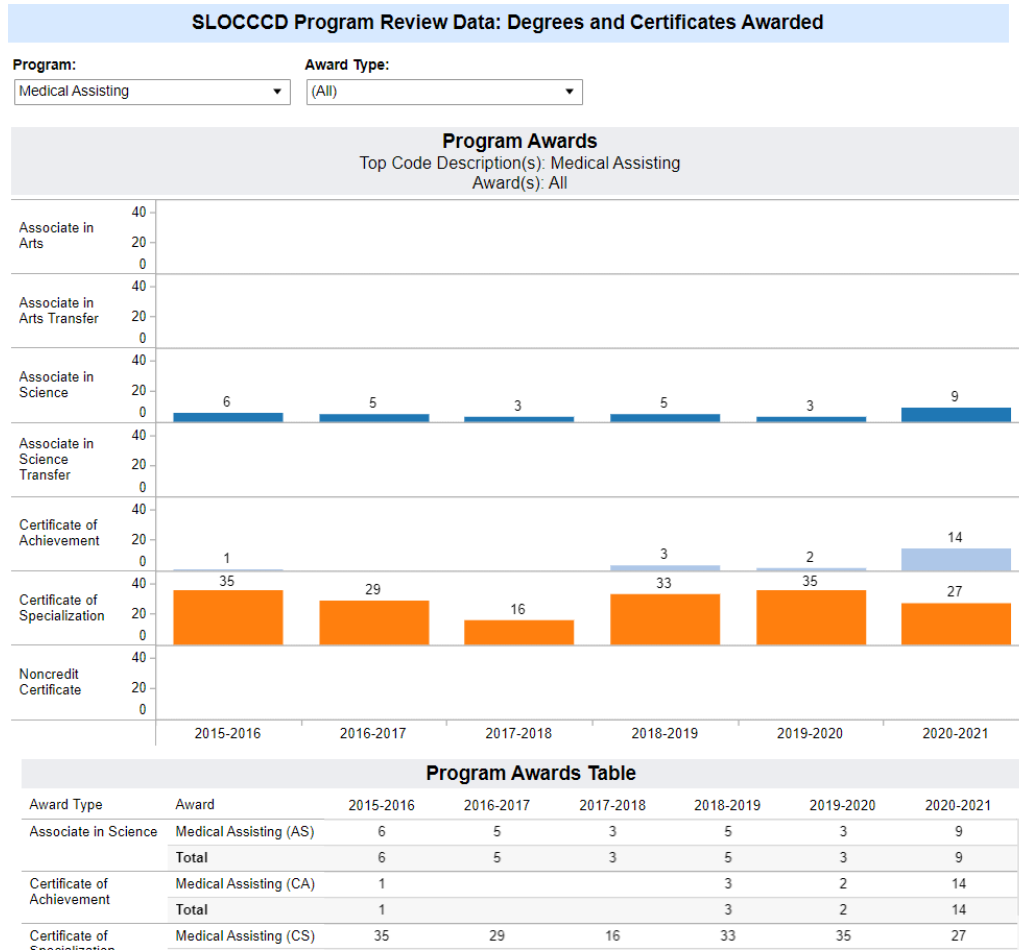 SLOCCCD Program Review Data: Degrees and Certificates Awarded
Program: Award Type:
Medical Assisting (All)
Program Awards
Top Code Description(s): Medical Assisting
Award(s): All
Associate in
Arts
40
20
0
Associate in
Arts Transfer
40
20
0
Associate in
Science
40
20
0
6 5 3 5 3 9
Associate in
Science
Transfer
40
20
0
Certificate of
Achievement
40
20
0
1 3 2 14
Certificate of
Specialization
40
20
0
35 29 16 33 35 27
Noncredit
Certificate
40
20
0
2015-2016 2016-2017 2017-2018 2018-2019 2019-2020 2020-2021
Program Awards Table
Award Type Award 2015-2016 2016-2017 2017-2018 2018-2019 2019-2020 2020-2021
Associate in Science Medical Assisting (AS) 6 5 3 5 3 9
Total 6 5 3 5 3 9
Certificate of
Achievement
Medical Assisting (CA) 1 3 2 14
Total 1 3 2 14
Certificate of
Specialization
Medical Assisting (CS) 35 29 16 33 35 27